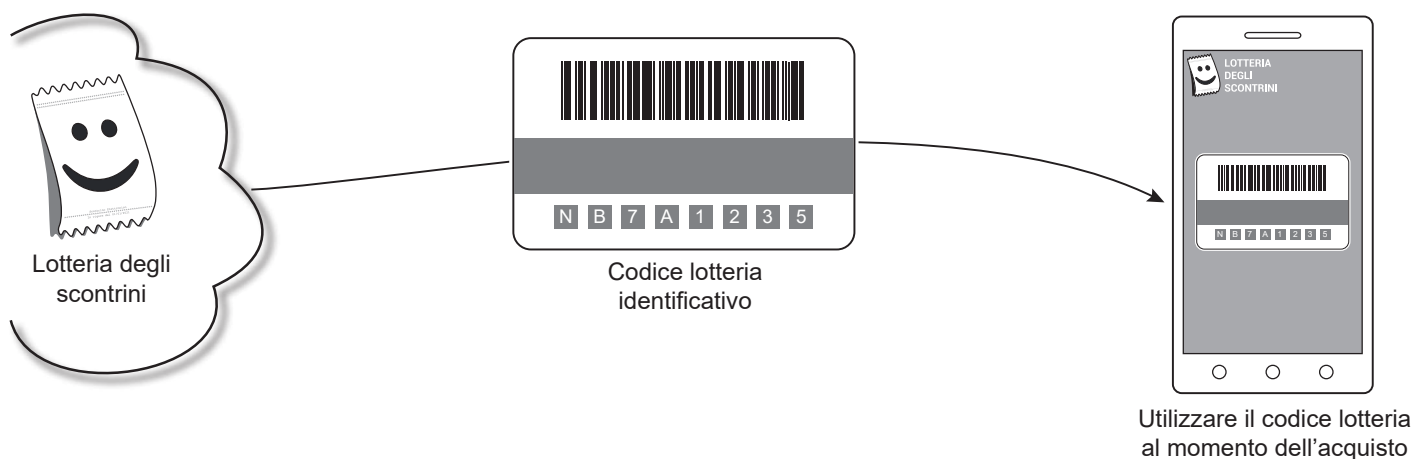 LOTTERIA
DEGLI
SCONTRINI
N B 7 A 1 2 3 5
N B 7 A 1 2 3 5
Lotteria degli
scontrini
Codice lotteria
identificativo
Utilizzare il codice lotteria
al momento dell'acquisto